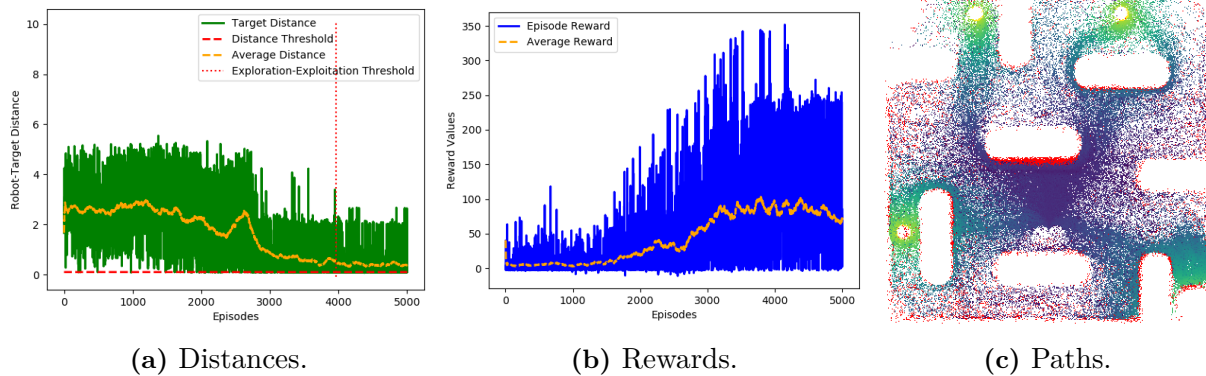 Target Distance
Distance Threshold
Average Distance
Exploration-Exploitation Threshold
Robot-Target Distance
10
8
6
4
2
0
0 1000 2000 3000 4000 5000
Episodes
(a) Distances.
Episode Reward
Average Reward
Reward Values
350
300
250
200
150
100
50
0
0 1000 2000 3000 4000 5000
Episodes
(b) Rewards.
(c) Paths.